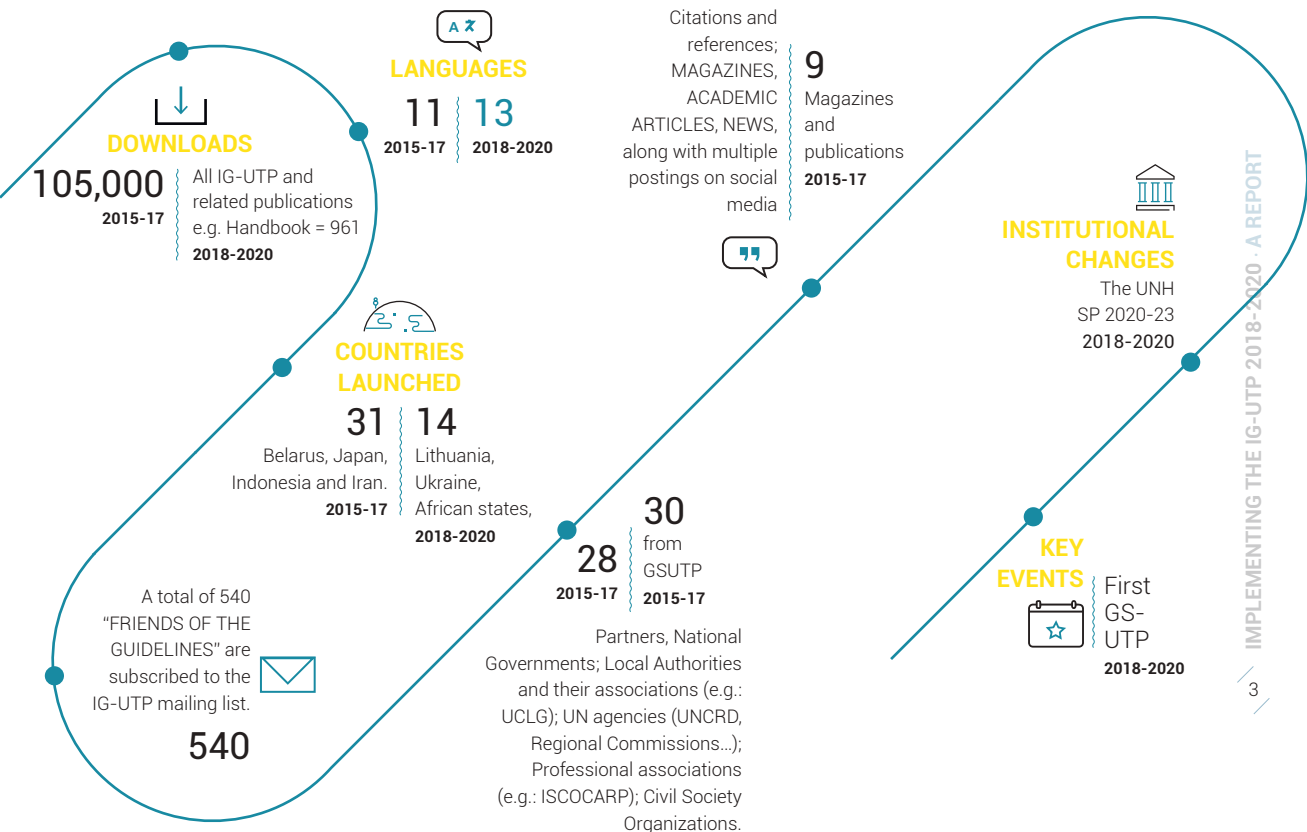 A
LANGUAGES
11
2015-17
13
2018-2020
DOWNLOADS
105,000
2015-17
All IG-UTP and
related publications
e.g. Handbook = 961
2018-2020
COUNTRIES
LAUNCHED
31
Belarus, Japan,
Indonesia and Iran.
2015-17
14
Lithuania,
Ukraine,
African states,
2018-2020
A total of 540
“FRIENDS OF THE
GUIDELINES” are
subscribed to the
IG-UTP mailing list.
540
28
2015-17
30
from
GSUTP
2015-17
Partners, National
Governments; Local Authorities
and their associations (e.g.:
UCLG); UN agencies (UNCRD,
Regional Commissions...);
Professional associations
(e.g.: ISCOCARP); Civil Society
Organizations.
Citations and
references;
MAGAZINES,
ACADEMIC
ARTICLES, NEWS,
along with multiple
postings on social
media
9
Magazines
and
publications
2015-17
INSTITUTIONAL
CHANGES
The UNH
SP 2020-23
2018-2020
KEY
EVENTS
First
GS-
UTP
2018-2020
IMPLEMENTING THE IG-UTP 2018-2020 · A REPORT
3